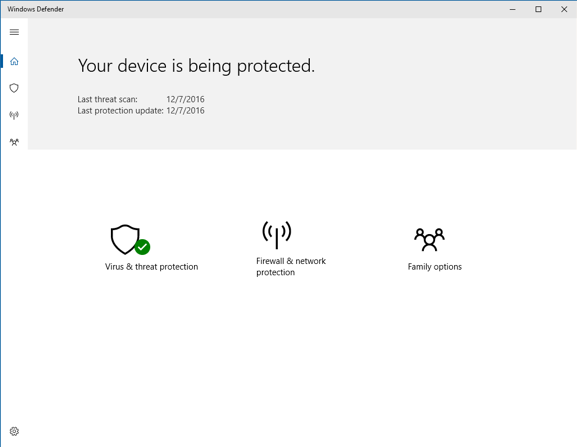 Windows Defender
Your device is being protected.
Last threat scan: 12/7/2016
Last protection update: 12/7/2016
Virus & threat protection
Firewall & network
protection
Family options